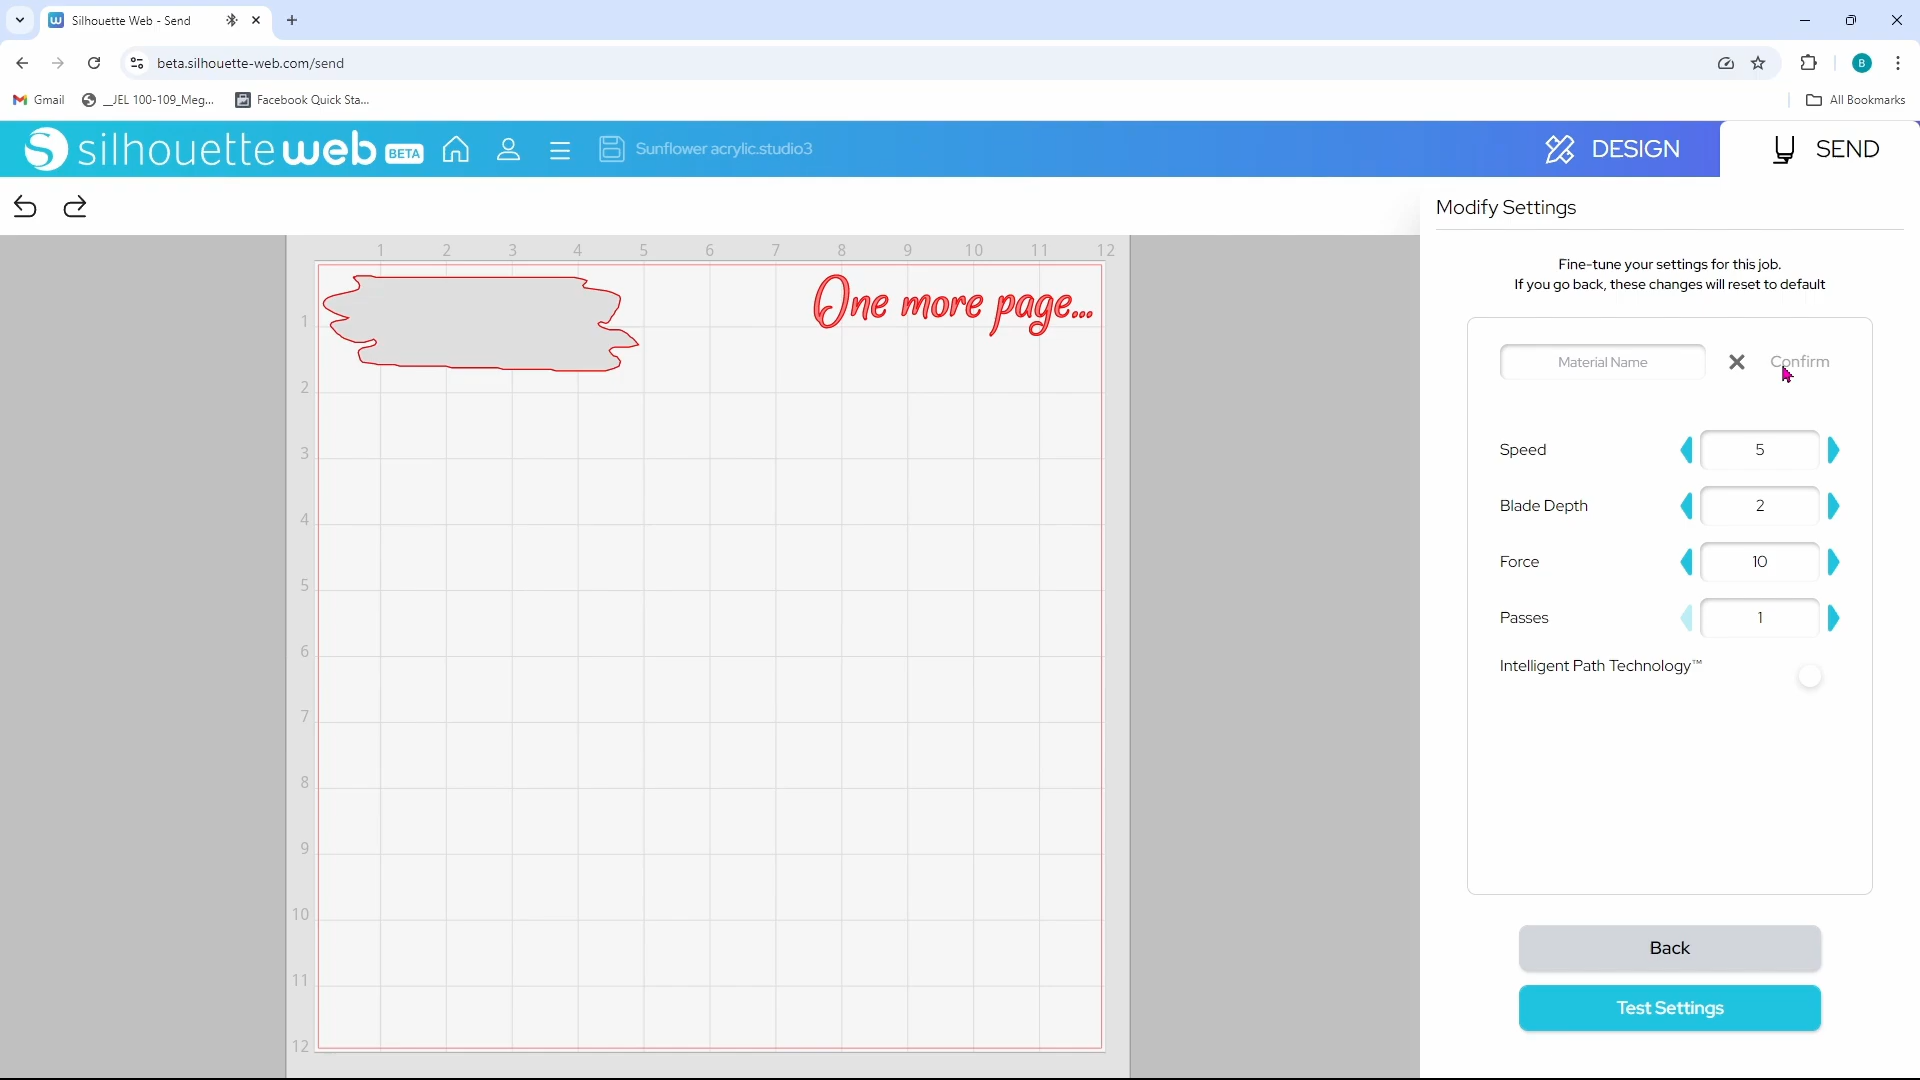 Silhouette Web - Send
beta.silhouette-web.com/send
B
Gmail
__JEL 100-109_Meg...
Facebook Quick Sta...
All Bookmarks
silhouetteweb BETA
Sunflower acrylic.studio3
DESIGN
SEND
Modify Settings
Fine-tune your settings for this job.
If you go back, these changes will reset to default
1 2 3 4 5 6 7 8 9 10 11 12
One more page...
1
2
3
4
5
6
7
8
9
10
11
12
Material Name
Confirm
Speed 5
Blade Depth 2
Force 10
Passes 1
Intelligent Path Technology™
Back
Test Settings